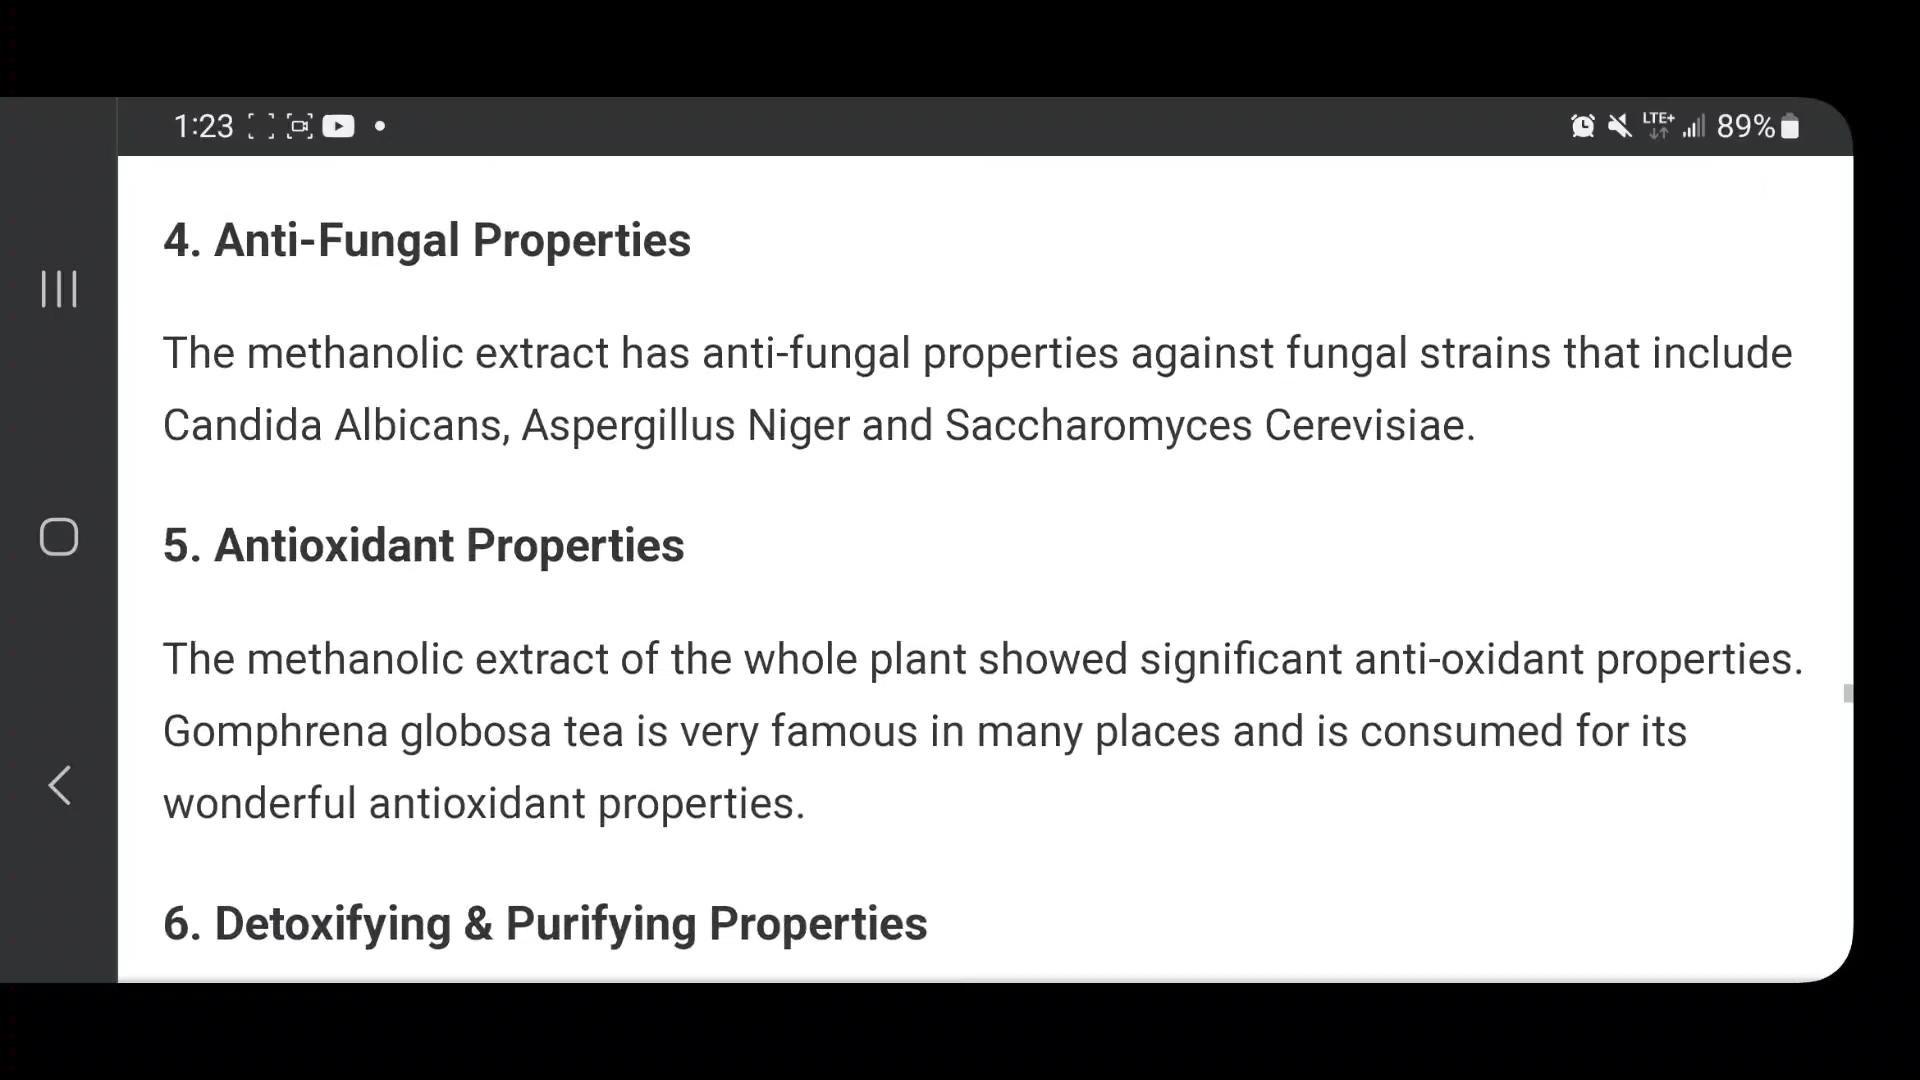 1:23
LTE+
89%
4. Anti-Fungal Properties
The methanolic extract has anti-fungal properties against fungal strains that include
Candida Albicans, Aspergillus Niger and Saccharomyces Cerevisiae.
5. Antioxidant Properties
The methanolic extract of the whole plant showed significant anti-oxidant properties.
Gomphrena globosa tea is very famous in many places and is consumed for its
wonderful antioxidant properties.
6. Detoxifying & Purifying Properties